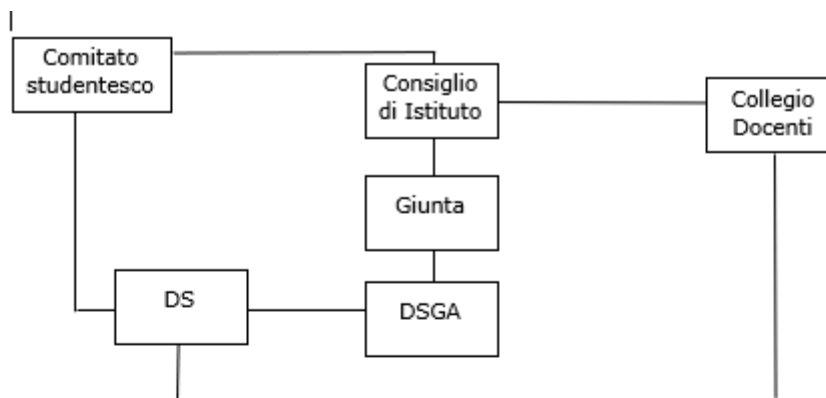 Comitato
studentesco
Consiglio
di Istituto
Collegio
Docenti
Giunta
DS
DSGA